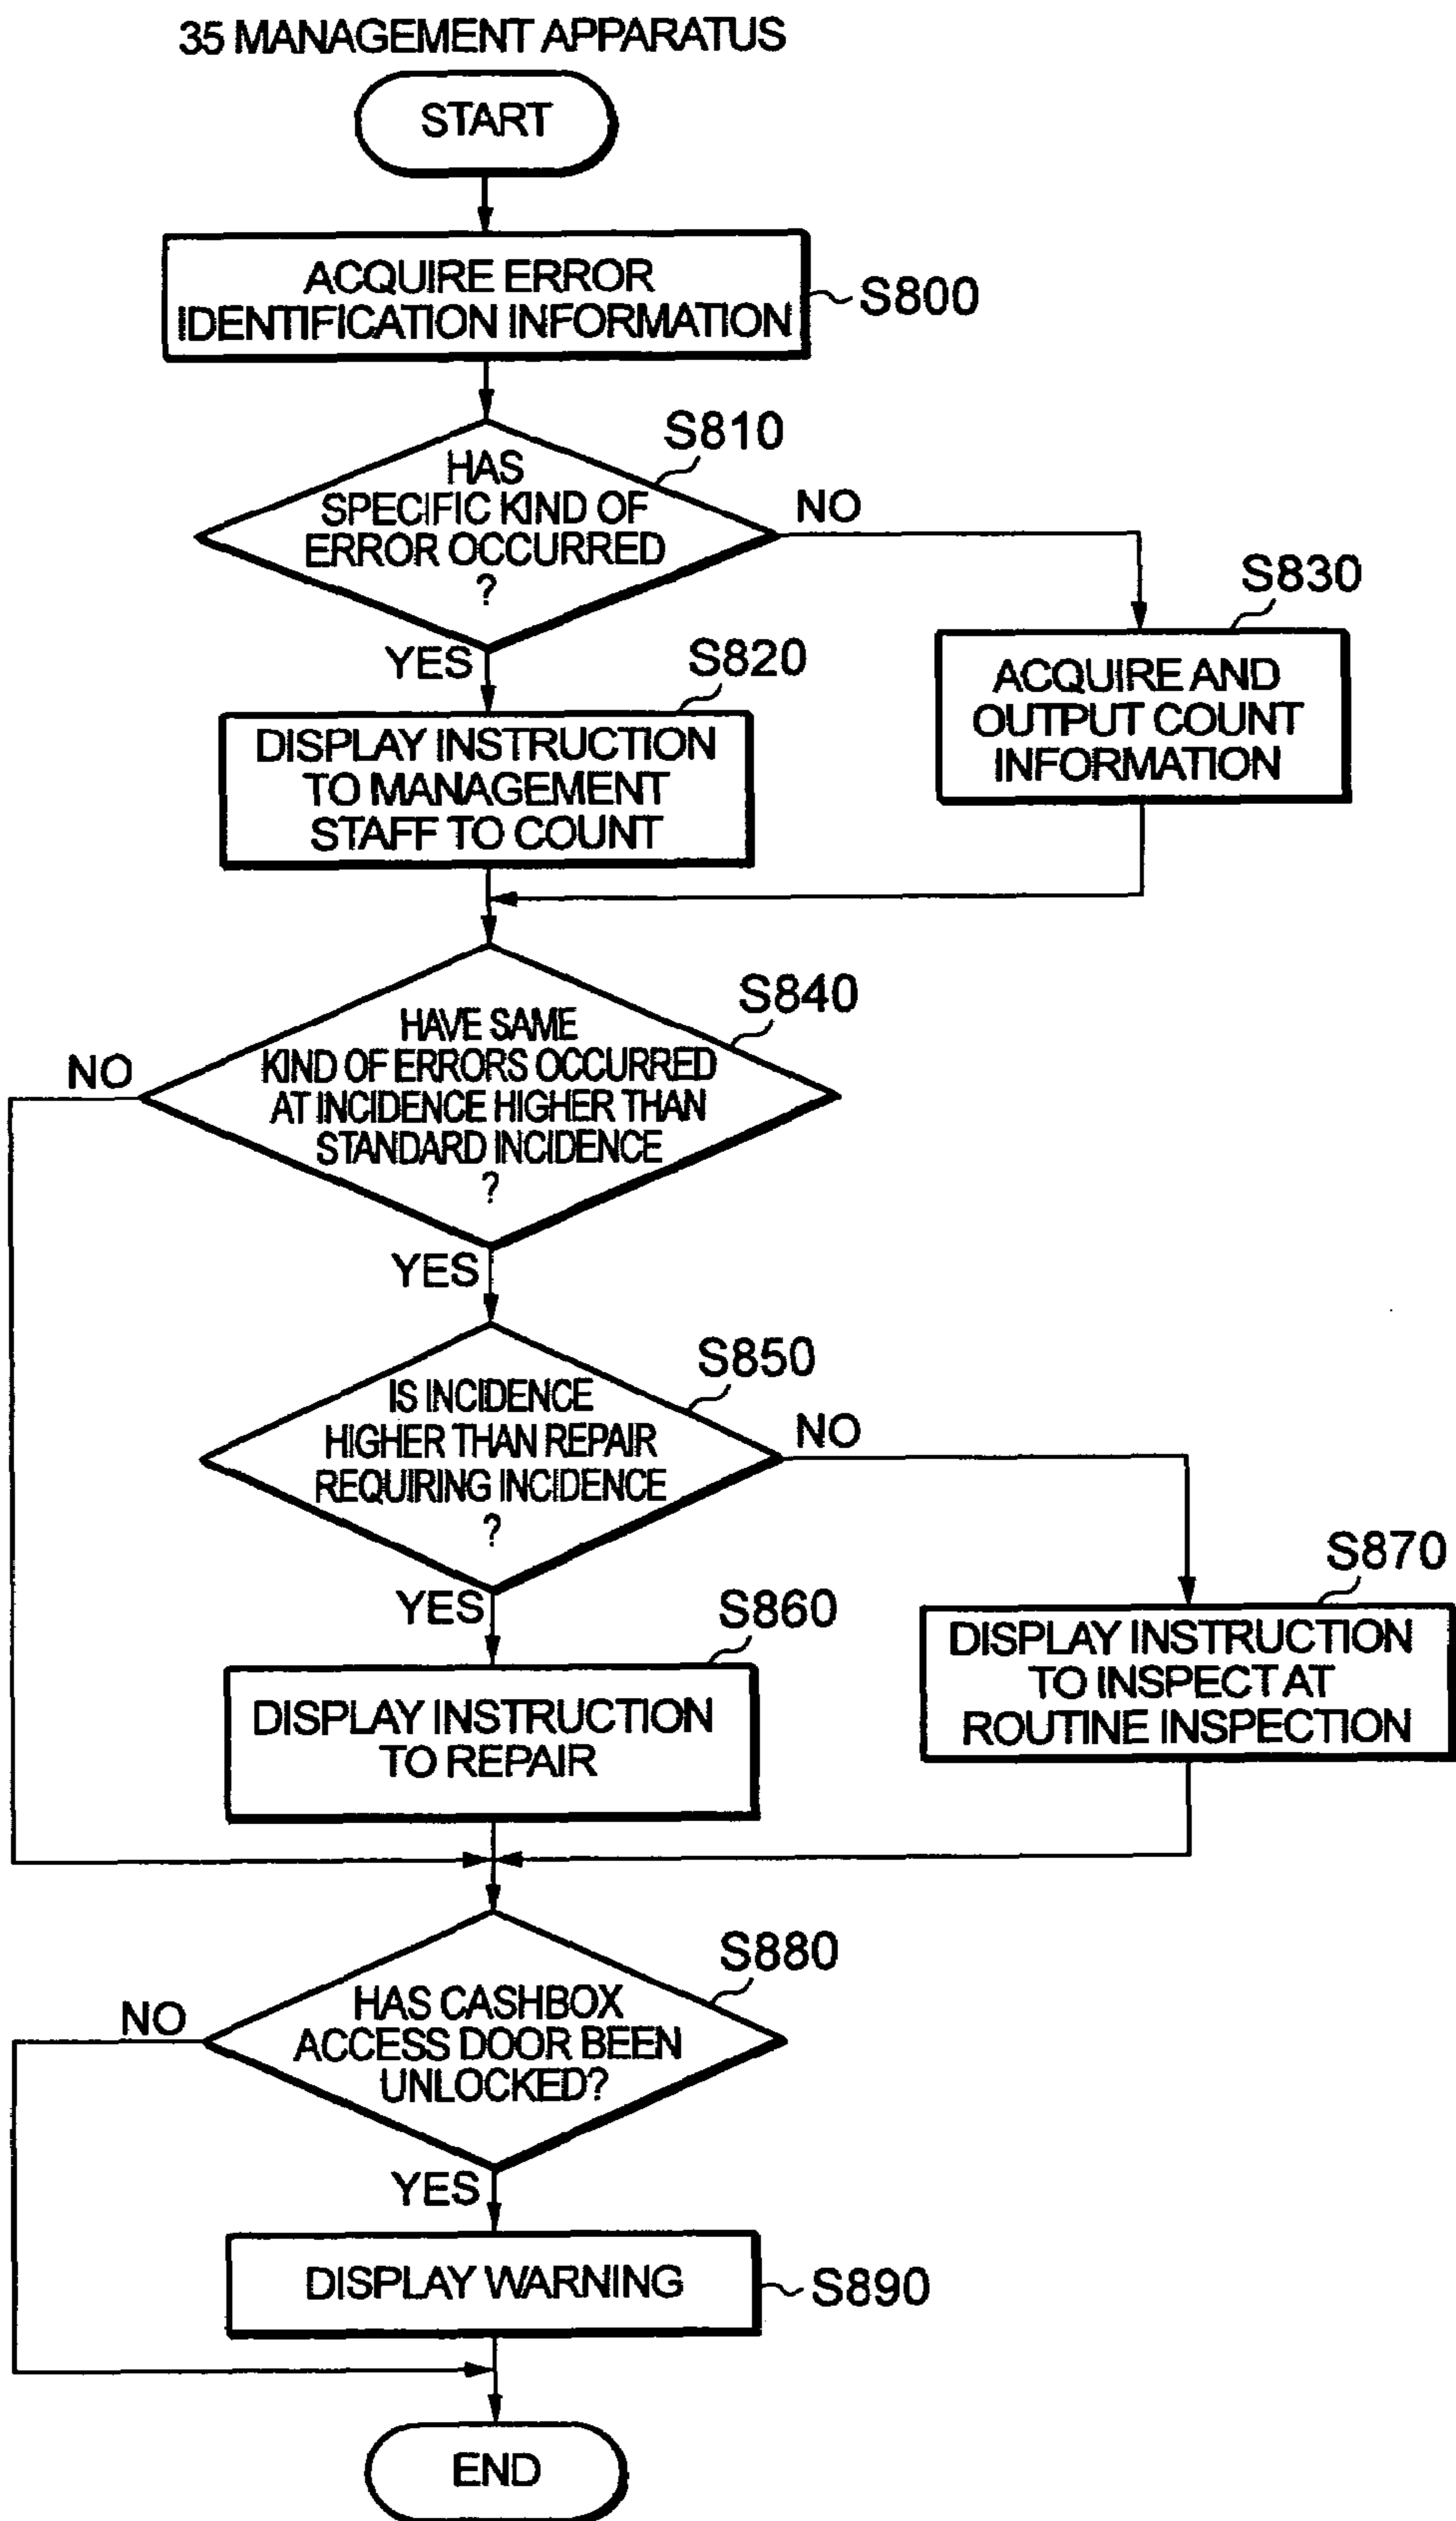 35 MANAGEMENT APPARATUS
START
ACQUIRE ERROR
IDENTIFICATION INFORMATION
S800
S810
HAS
SPECIFIC KIND OF
ERROR OCCURRED
?
NO
YES
S830
ACQUIRE AND
OUTPUT COUNT
INFORMATION
S820
DISPLAY INSTRUCTION
TO MANAGEMENT
STAFF TO COUNT
S840
HAVE SAME
KIND OF ERRORS OCCURRED
AT INCIDENCE HIGHER THAN
STANDARD INCIDENCE
?
NO
YES
S850
IS INCIDENCE
HIGHER THAN REPAIR
REQUIRING INCIDENCE
?
NO
YES
S860
DISPLAY INSTRUCTION
TO REPAIR
S870
DISPLAY INSTRUCTION
TO INSPECT AT
ROUTINE INSPECTION
S880
HAS CASHBOX
ACCESS DOOR BEEN
UNLOCKED?
NO
YES
DISPLAY WARNING
S890
END